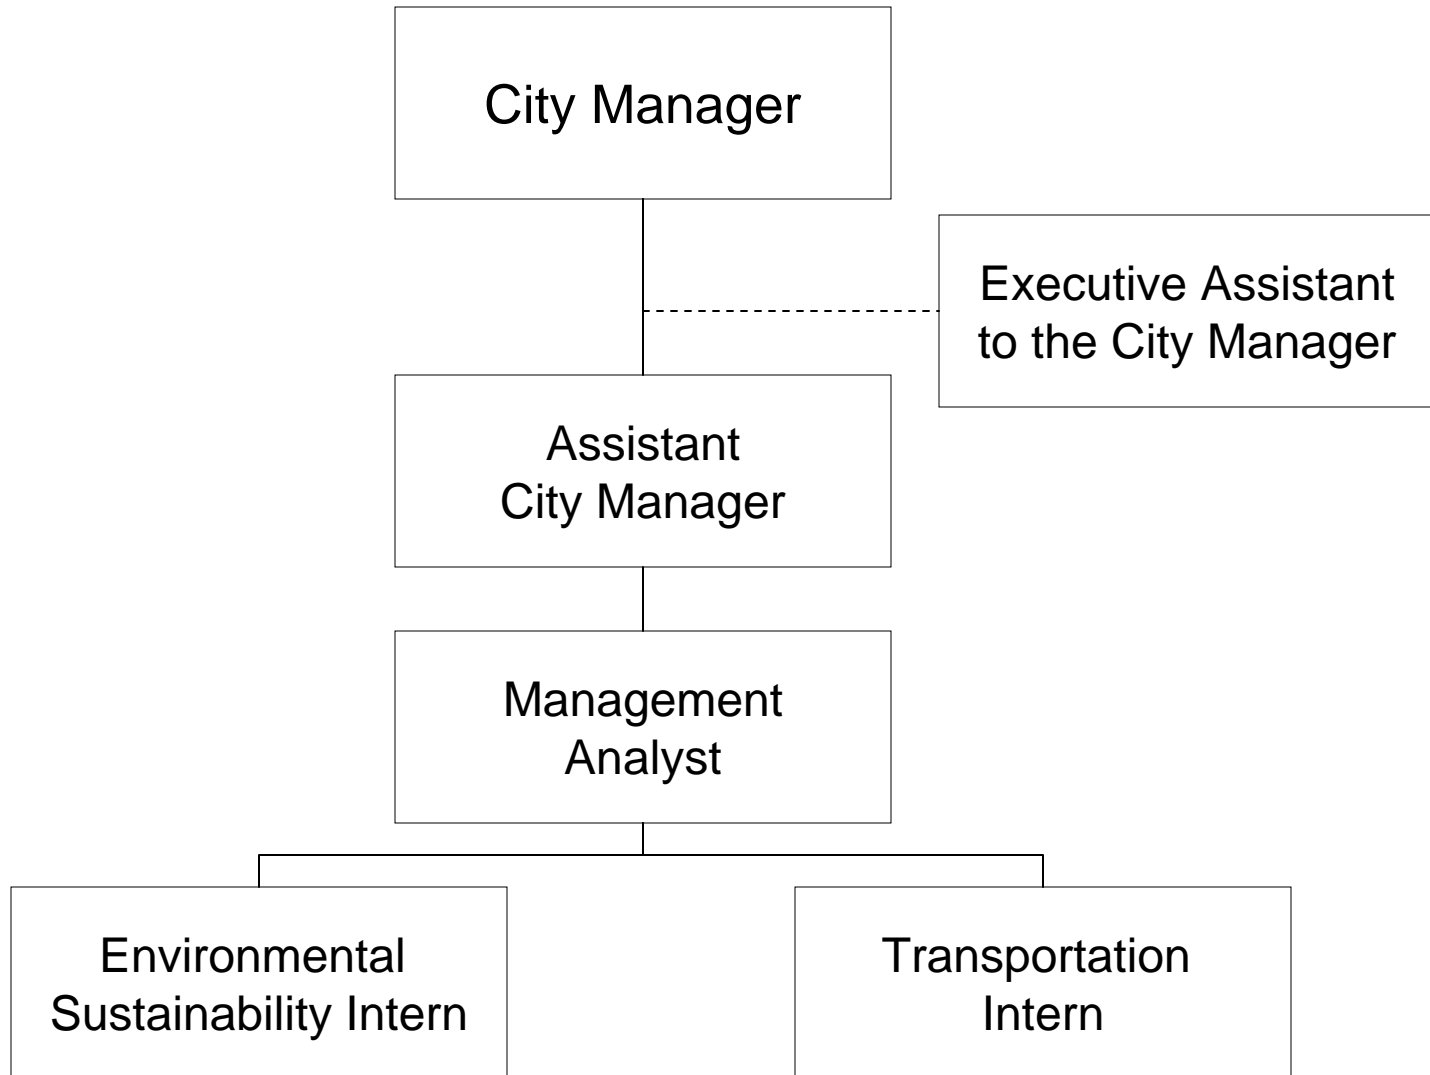 City Manager
Executive Assistant
to the City Manager
Assistant
City Manager
Management
Analyst
Environmental
Sustainability Intern
Transportation
Intern